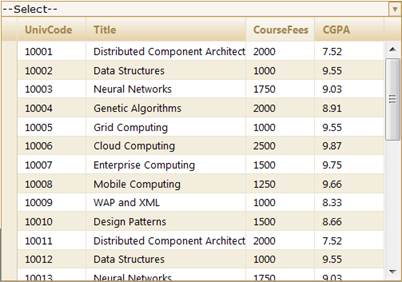 --Select--
UnivCode Title CourseFees CGPA
10001 Distributed Component Architect 2000 7.52
10002 Data Structures 1000 9.55
10003 Neural Networks 1750 9.03
10004 Genetic Algorithms 2000 8.91
10005 Grid Computing 1000 9.55
10006 Cloud Computing 2500 9.87
10007 Enterprise Computing 1500 9.75
10008 Mobile Computing 1250 9.66
10009 WAP and XML 1000 8.33
10010 Design Patterns 1500 8.66
10011 Distributed Component Architect 2000 7.52
10012 Data Structures 1000 9.55
10013 Neural Networks 1750 9.03